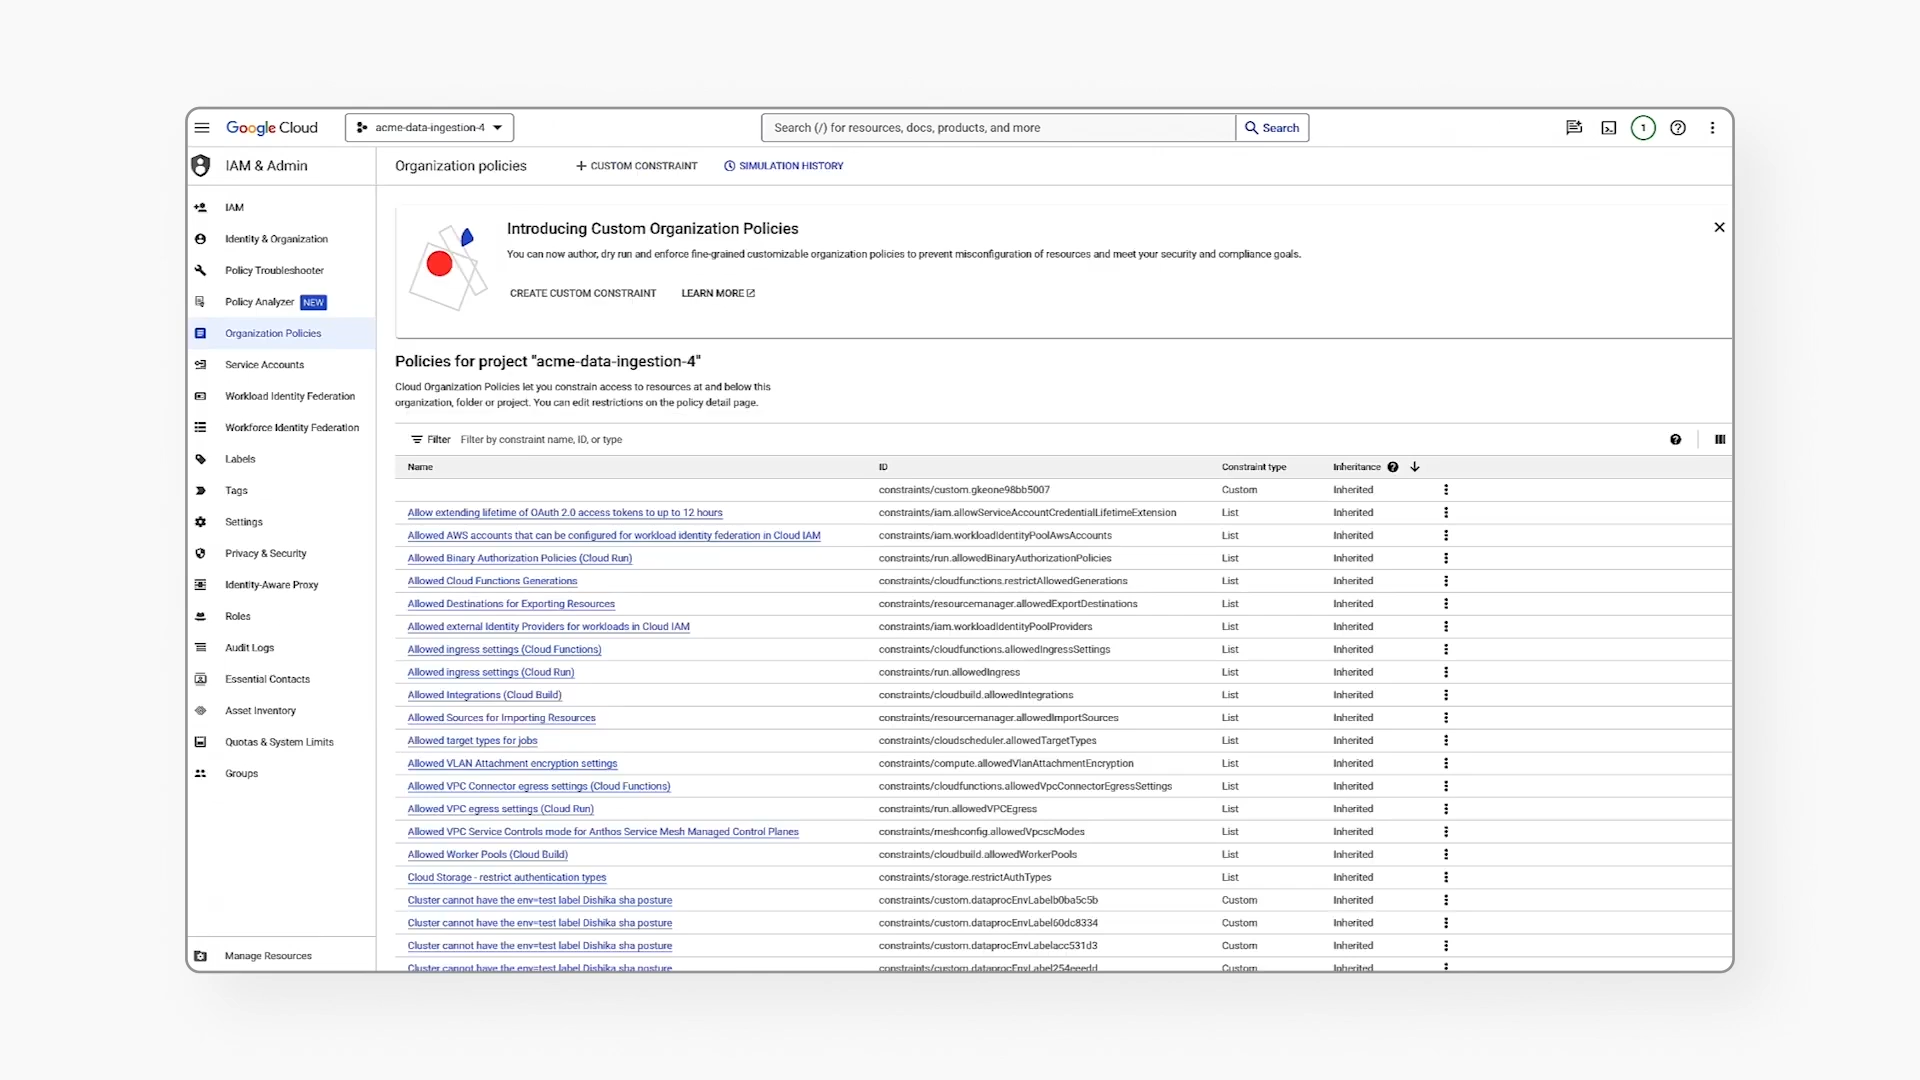 Google Cloud
acme-data-ingestion-4
Search (/) for resources, docs, products, and more
Search
1
IAM & Admin
Organization policies
CUSTOM CONSTRAINT
SIMULATION HISTORY
IAM
Identity & Organization
Policy Troubleshooter
Policy Analyzer NEW
Organization Policies
Service Accounts
Workload Identity Federation
Workforce Identity Federation
Labels
Tags
Settings
Privacy & Security
Identity-Aware Proxy
Roles
Audit Logs
Essential Contacts
Asset Inventory
Quotas & System Limits
Groups
Manage Resources
Introducing Custom Organization Policies
You can now author, dry run and enforce fine-grained customizable organization policies to prevent misconfiguration of resources and meet your security and compliance goals.
CREATE CUSTOM CONSTRAINT LEARN MORE
Policies for project "acme-data-ingestion-4"
Cloud Organization Policies let you constrain access to resources at and below this
organization, folder or project. You can edit restrictions on the policy detail page.
Filter Filter by constraint name, ID, or type
Name ID Constraint type Inheritance
constraints/custom.gkeone98bb5007 Custom Inherited
Allow extending lifetime of OAuth 2.0 access tokens to up to 12 hours constraints/iam.allowServiceAccountCredentialLifetimeExtension List Inherited
Allowed AWS accounts that can be configured for workload identity federation in Cloud IAM constraints/iam.workloadIdentityPoolAwsAccounts List Inherited
Allowed Binary Authorization Policies (Cloud Run) constraints/run.allowedBinaryAuthorizationPolicies List Inherited
Allowed Cloud Functions Generations constraints/cloudfunctions.restrictAllowedGenerations List Inherited
Allowed Destinations for Exporting Resources constraints/resourcemanager.allowedExportDestinations List Inherited
Allowed external Identity Providers for workloads in Cloud IAM constraints/iam.workloadIdentityPoolProviders List Inherited
Allowed ingress settings (Cloud Functions) constraints/cloudfunctions.allowedIngressSettings List Inherited
Allowed ingress settings (Cloud Run) constraints/run.allowedIngress List Inherited
Allowed Integrations (Cloud Build) constraints/cloudbuild.allowedIntegrations List Inherited
Allowed Sources for Importing Resources constraints/resourcemanager.allowedImportSources List Inherited
Allowed target types for jobs constraints/cloudscheduler.allowedTargetTypes List Inherited
Allowed VLAN Attachment encryption settings constraints/compute.allowedVlanAttachmentEncryption List Inherited
Allowed VPC Connector egress settings (Cloud Functions) constraints/cloudfunctions.allowedVpcConnectorEgressSettings List Inherited
Allowed VPC egress settings (Cloud Run) constraints/run.allowedVPCEgress List Inherited
Allowed VPC Service Controls mode for Anthos Service Mesh Managed Control Planes constraints/meshconfig.allowedVpcscModes List Inherited
Allowed Worker Pools (Cloud Build) constraints/cloudbuild.allowedWorkerPools List Inherited
Cloud Storage - restrict authentication types constraints/storage.restrictAuthTypes List Inherited
Cluster cannot have the env=test label Dishika sha posture constraints/custom.dataprocEnvLabelb0ba5c5b Custom Inherited
Cluster cannot have the env=test label Dishika sha posture constraints/custom.dataprocEnvLabel60dc8334 Custom Inherited
Cluster cannot have the env=test label Dishika sha posture constraints/custom.dataprocEnvLabelacc531d3 Custom Inherited
Cluster cannot have the env=test label Dishika sha posture constraints/custom.dataprocEnvLabel254eeedd Custom Inherited